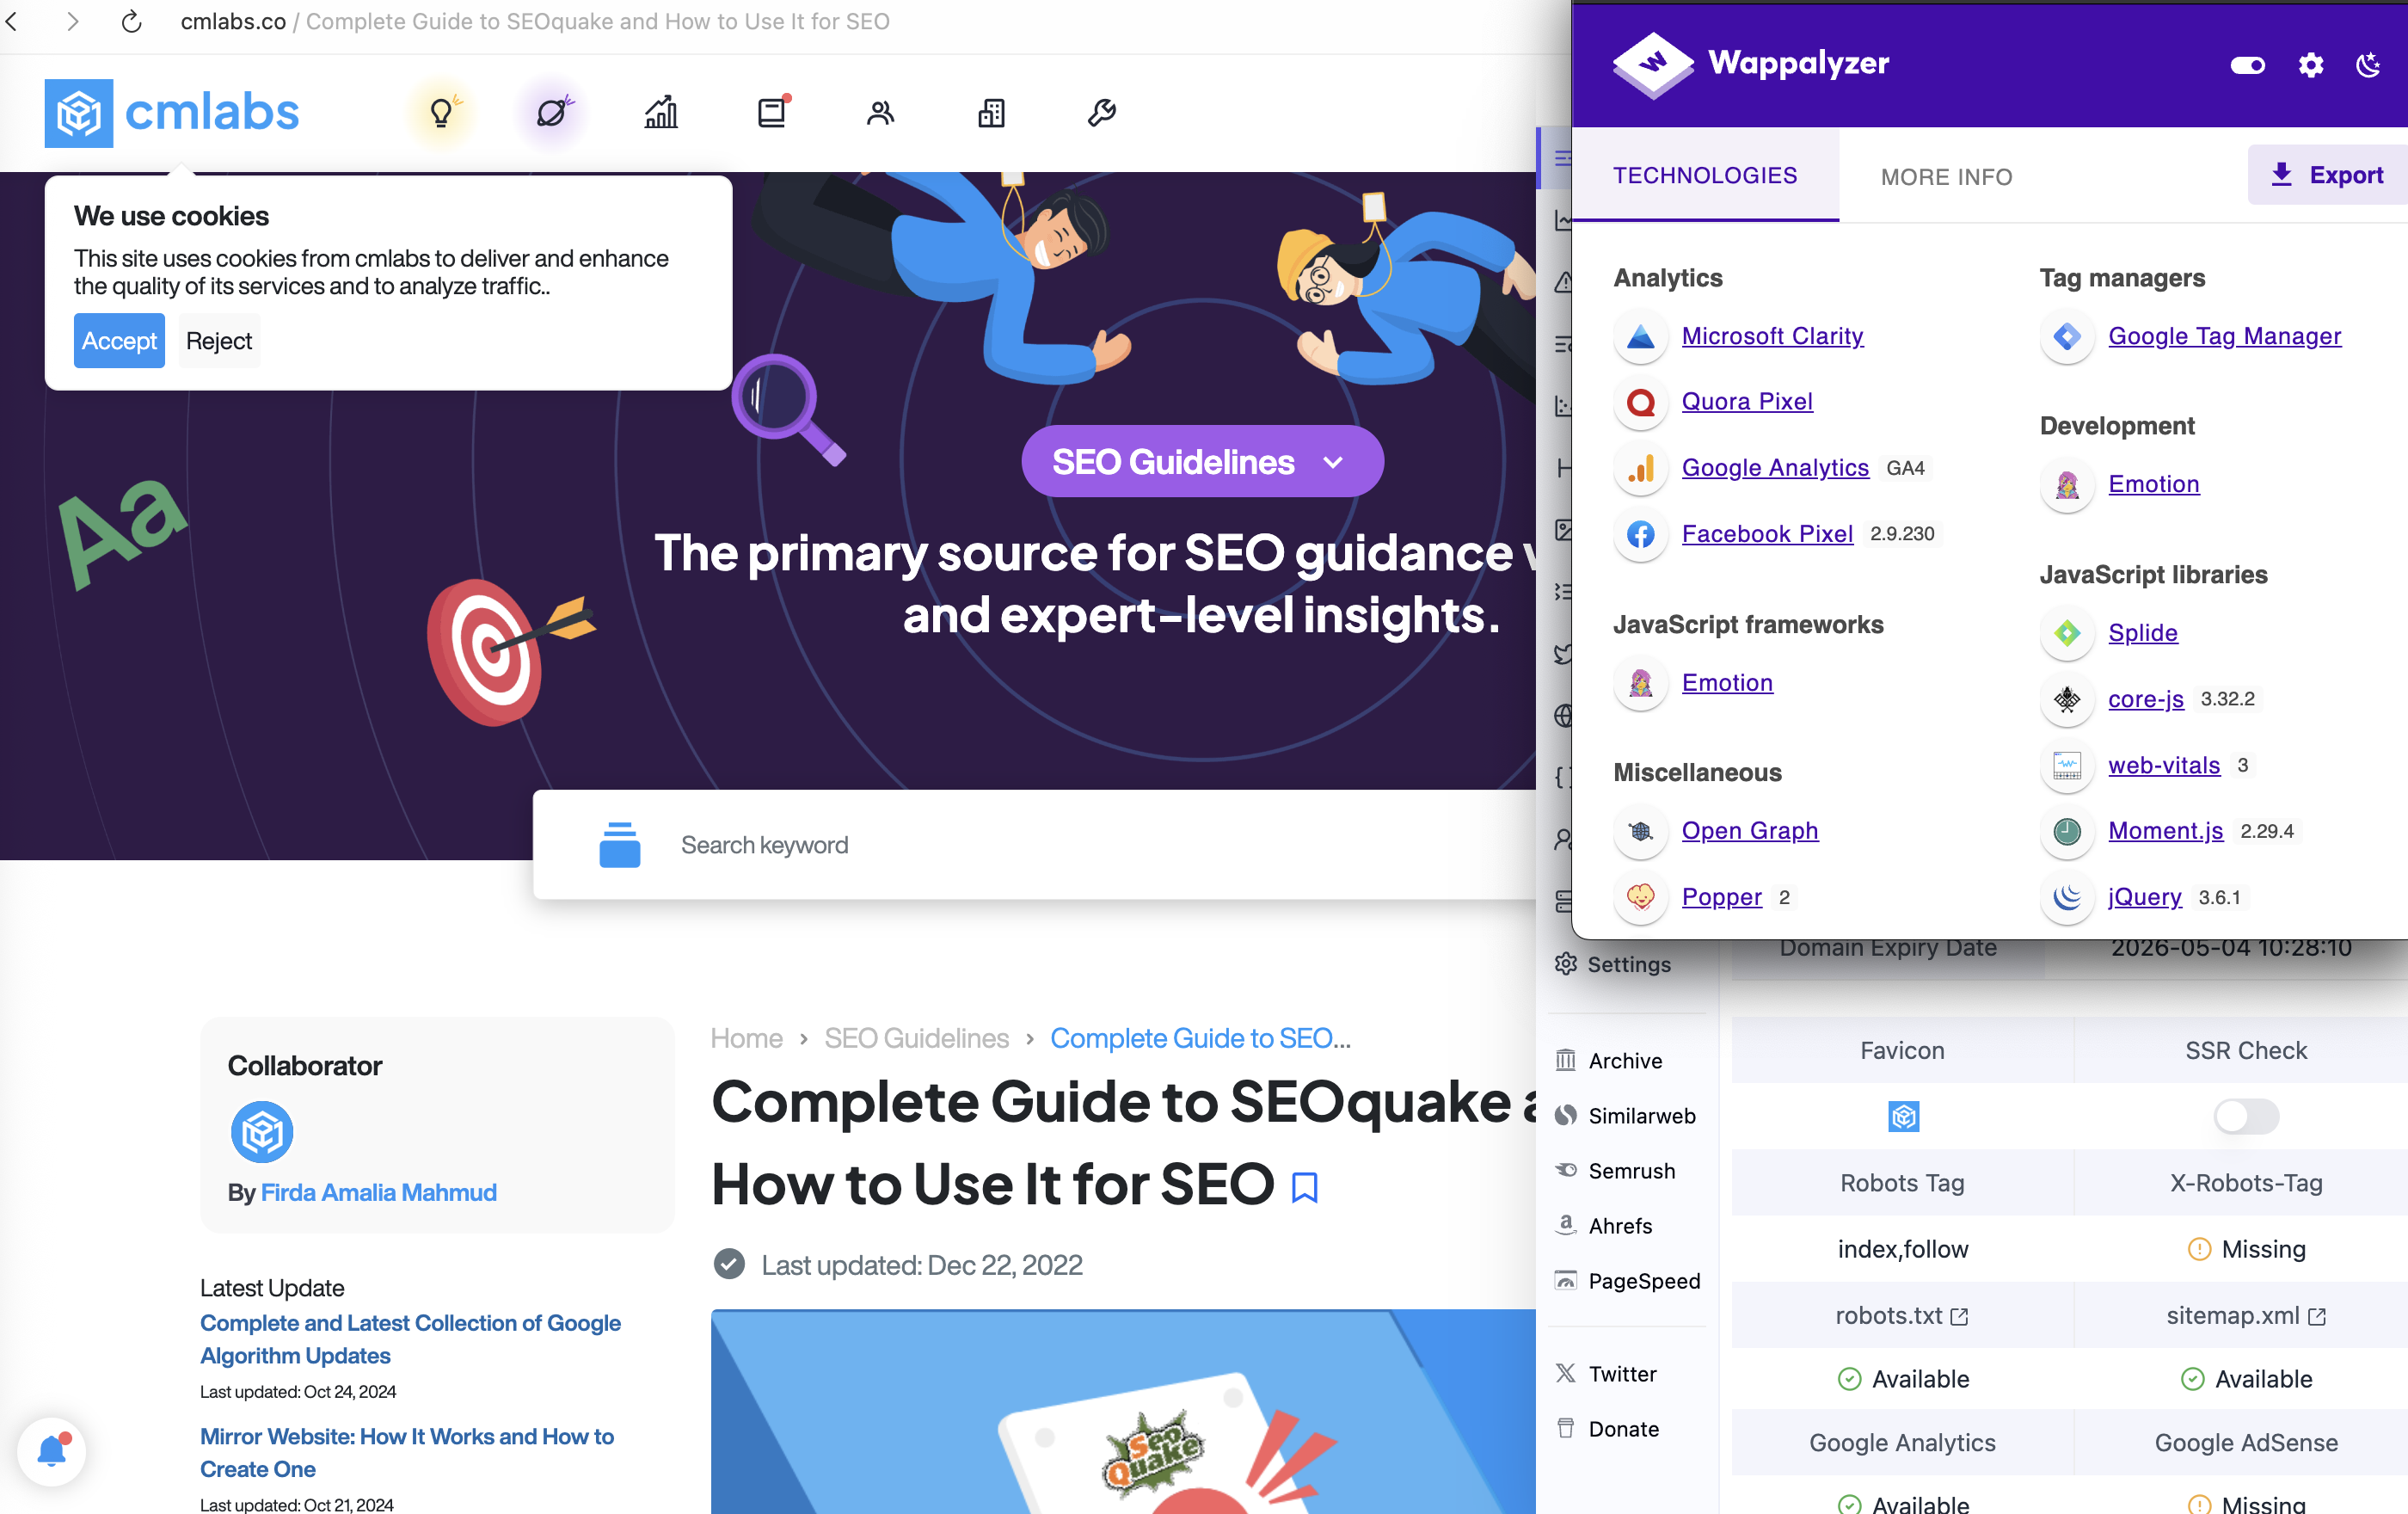 cmlabs.co / Complete Guide to SEOquake and How to Use It for SEO
cmlabs
We use cookies
This site uses cookies from cmlabs to deliver and enhance
the quality of its services and to analyze traffic..
Accept
Reject
Aa
SEO Guidelines
The primary source for SEO guidance
and expert-level insights.
Search keyword
Collaborator
By Firda Amalia Mahmud
Latest Update
Complete and Latest Collection of Google
Algorithm Updates
Last updated: Oct 24, 2024
Mirror Website: How It Works and How to
Create One
Last updated: Oct 21, 2024
Home › SEO Guidelines › Complete Guide to SEO...
Complete Guide to SEOquake
How to Use It for SEO
Last updated: Dec 22, 2022
Seo
Quake
Wappalyzer
TECHNOLOGIES
MORE INFO
Export
Analytics
Microsoft Clarity
Quora Pixel
Google Analytics GA4
Facebook Pixel 2.9.230
JavaScript frameworks
Emotion
Miscellaneous
Open Graph
Popper 2
Tag managers
Google Tag Manager
Development
Emotion
JavaScript libraries
Splide
core-js 3.32.2
web-vitals 3
Moment.js 2.29.4
jQuery 3.6.1
Settings
Archive
Similarweb
Semrush
Ahrefs
PageSpeed
Twitter
Donate
Domain Expiry Date
2026-05-04 10:28:10
Favicon
SSR Check
Robots Tag
X-Robots-Tag
index,follow
Missing
robots.txt
sitemap.xml
Available
Available
Google Analytics
Google AdSense
Available
Missing